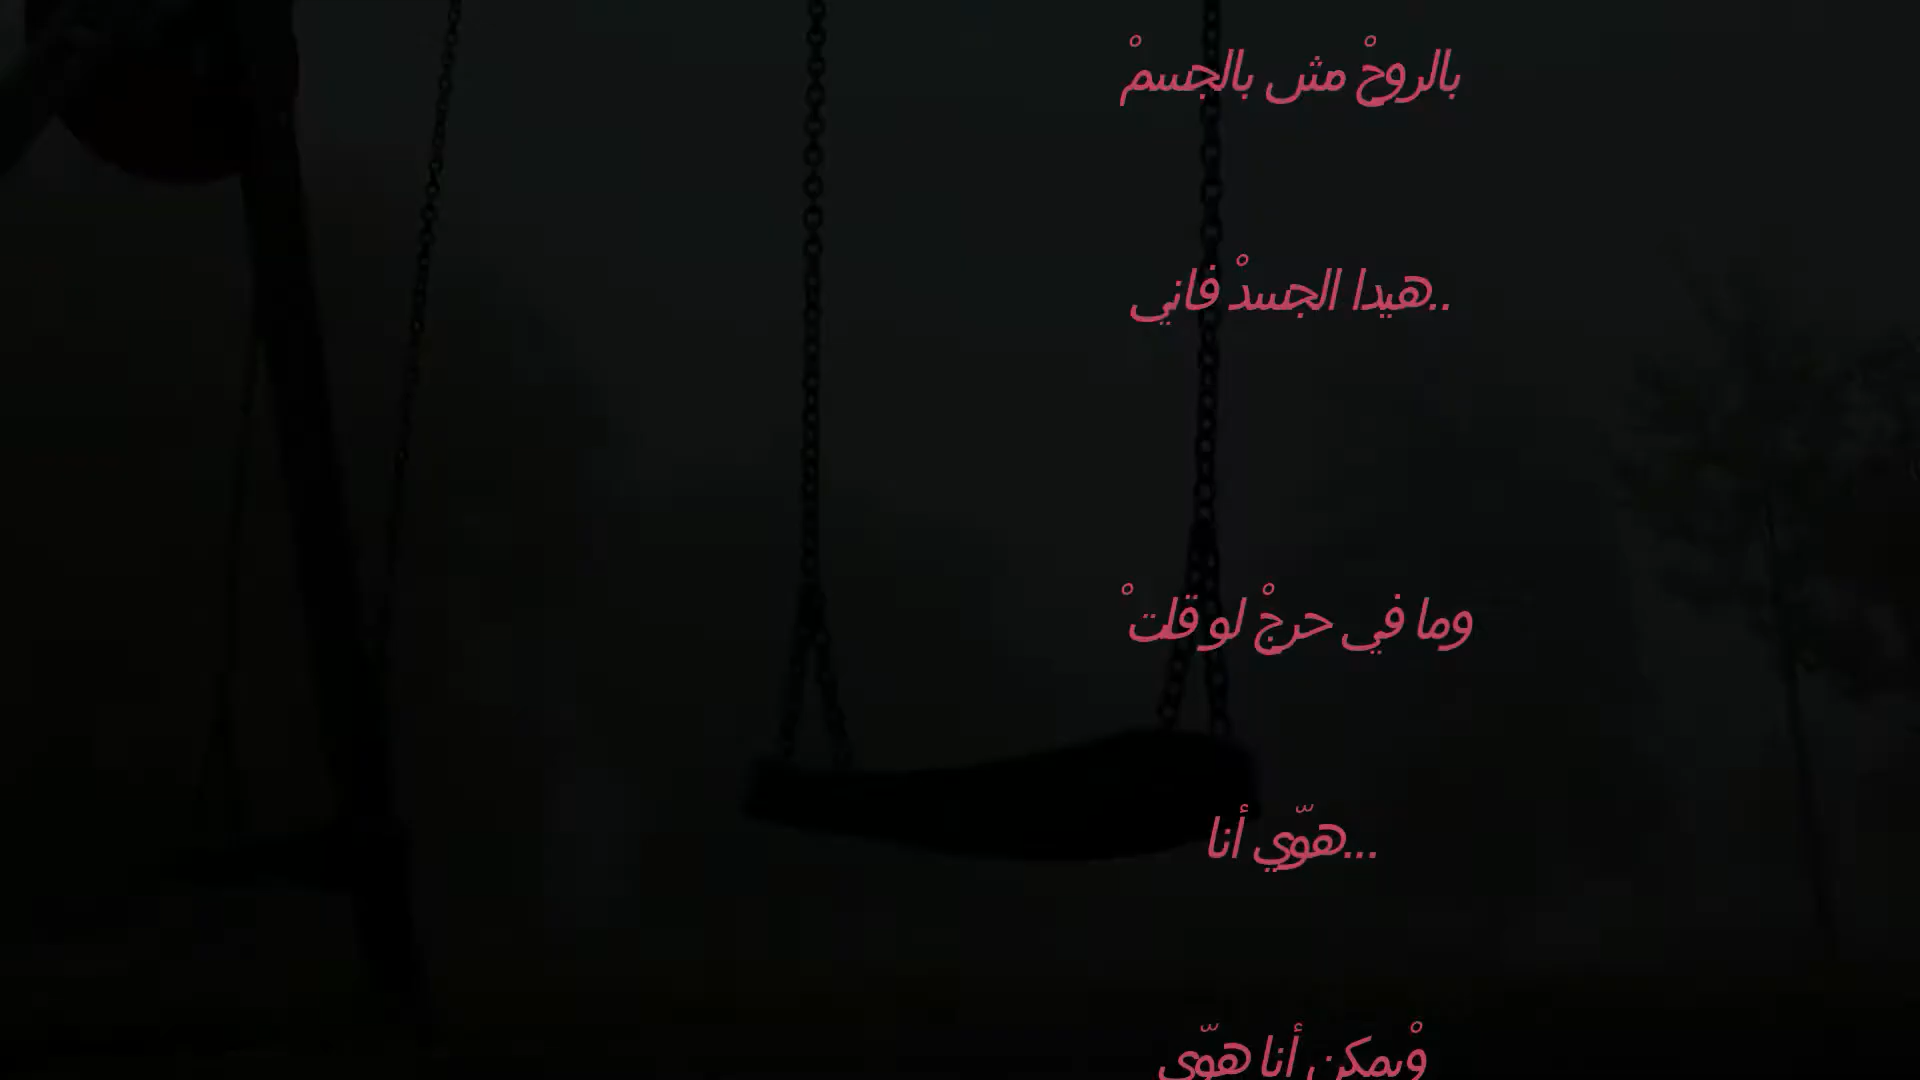 بالروحْ مش بالجسمْ
..هيدا الجسدْ فاني
وما في حرجْ لو قلت ْ
...هوّي أنا
وْيمكن أنا هوّي